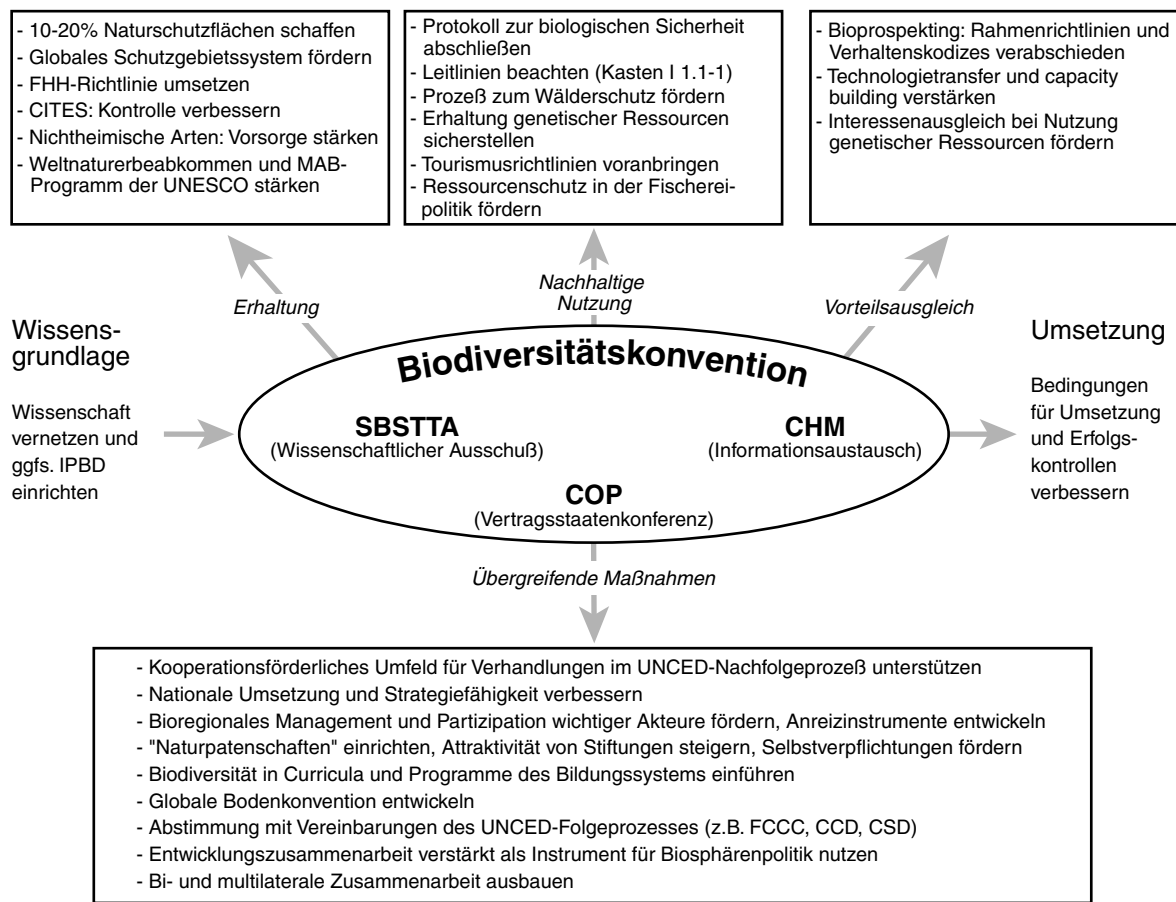 - 10-20% Naturschutzflächen schaffen
- Globales Schutzgebietssystem fördern
- FHH-Richtlinie umsetzen
- CITES: Kontrolle verbessern
- Nichtheimische Arten: Vorsorge stärken
- Weltnaturerbeabkommen und MAB-
Programm der UNESCO stärken
- Protokoll zur biologischen Sicherheit
abschließen
- Leitlinien beachten (Kasten I 1.1-1)
- Prozeß zum Wälderschutz fördern
- Erhaltung genetischer Ressourcen
sicherstellen
- Tourismusrichtlinien voranbringen
- Ressourcenschutz in der Fischerei-
politik fördern
- Bioprospekting: Rahmenrichtlinien und
Verhaltenskodizes verabschieden
- Technologietransfer und capacity
building verstärken
- Interessenausgleich bei Nutzung
genetischer Ressourcen fördern
Erhaltung
Nachhaltige
Nutzung
Vorteilsausgleich
Wissens-
grundlage
Wissenschaft
vernetzen und
ggfs. IPBD
einrichten
Biodiversitätskonvention
SBSTTA
(Wissenschaftlicher Ausschuß)
CHM
(Informationsaustausch)
COP
(Vertragsstaatenkonferenz)
Umsetzung
Bedingungen
für Umsetzung
und Erfolgs-
kontrollen
verbessern
Übergreifende Maßnahmen
- Kooperationsförderliches Umfeld für Verhandlungen im UNCED-Nachfolgeprozeß unterstützen
- Nationale Umsetzung und Strategiefähigkeit verbessern
- Bioregionales Management und Partizipation wichtiger Akteure fördern, Anreizinstrumente entwickeln
- "Naturpatenschaften" einrichten, Attraktivität von Stiftungen steigern, Selbstverpflichtungen fördern
- Biodiversität in Curricula und Programme des Bildungssystems einführen
- Globale Bodenkonvention entwickeln
- Abstimmung mit Vereinbarungen des UNCED-Folgeprozesses (z.B. FCCC, CCD, CSD)
- Entwicklungszusammenarbeit verstärkt als Instrument für Biosphärenpolitik nutzen
- Bi- und multilaterale Zusammenarbeit ausbauen